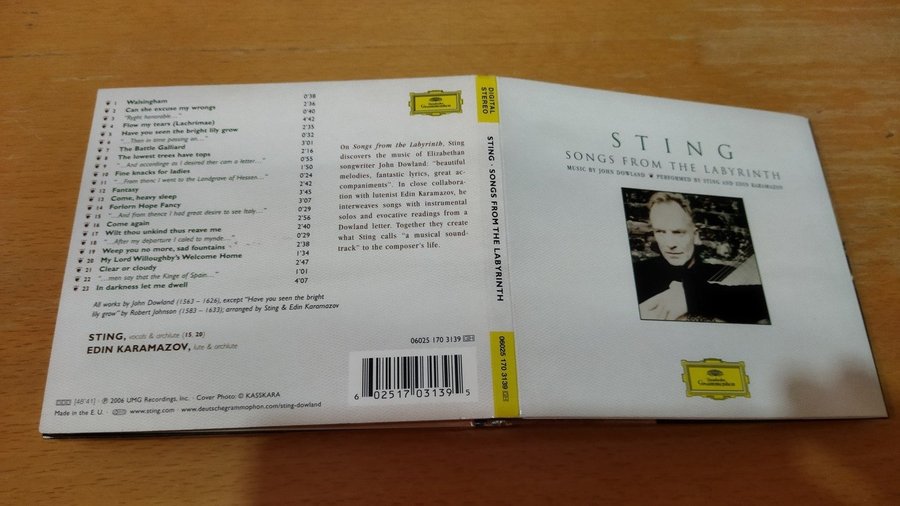 1 Walsingham 0'38
2 Can she excuse my wrongs 2'36
3 "Ryght honorable..." 0'40
4 Flow my tears (Lachrimae) 4'42
5 Have you seen the bright lily grow 2'35
6 "...Then in time passing on..." 0'32
7 The Battle Galliard 3'01
8 The lowest trees have tops 2'16
9 "...And accordinge as I desired ther cam a letter..." 0'55
10 Fine knacks for ladies 1'50
11 "...From thenc I went to the Landgrave of Hessen..." 0'24
12 Fantasy 2'42
13 Come, heavy sleep 3'45
14 Forlorn Hope Fancy 3'07
15 "...And from thence I had great desire to see Italy..." 0'29
16 Come again 2'56
17 Wilt thou unkind thus reave me 2'40
18 "...After my departure I caled to mynde..." 0'29
19 Weep you no more, sad fountains 2'38
20 My Lord Willoughby's Welcome Home 1'34
21 Clear or cloudy 2'47
22 "...men say that the Kinge of Spain..." 1'01
23 In darkness let me dwell 4'07
All works by John Dowland (1563 – 1626), except "Have you seen the bright
lily grow" by Robert Johnson (1583 – 1633); arranged by Sting & Edin Karamazov
STING, vocals & archlute (15, 20)
EDIN KARAMAZOV, lute & archlute
[48'41] · ℗ 2006 UMG Recordings, Inc. · Cover Photo: © KASSKARA
Made in the E. U. · www.sting.com · www.deutschegrammophon.com/sting-dowland
Deutsche
Grammophon
On Songs from the Labyrinth, Sting
discovers the music of Elizabethan
songwriter John Dowland: "beautiful
melodies, fantastic lyrics, great ac-
companiments". In close collabora-
tion with lutenist Edin Karamazov, he
interweaves songs with instrumental
solos and evocative readings from a
Dowland letter. Together they create
what Sting calls "a musical sound-
track" to the composer's life.
06025 170 3139 GH
6 02517 03139 5
DIGITAL
STEREO
STING · SONGS FROM THE LABYRINTH
06025 170 3139 GH
STING
SONGS FROM THE LABYRINTH
MUSIC BY JOHN DOWLAND PERFORMED BY STING AND EDIN KARAMAZOV
Deutsche
Grammophon